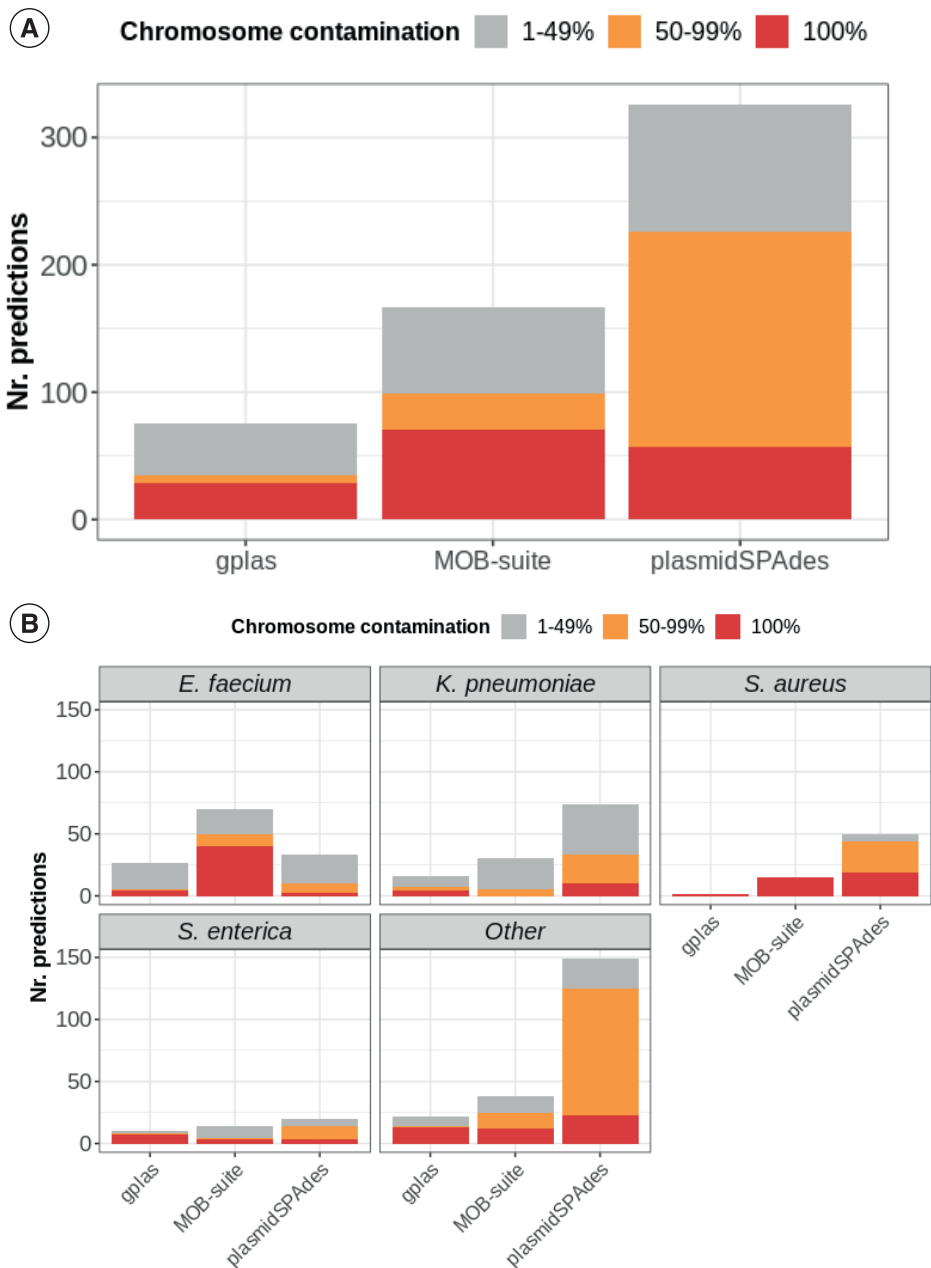 A
Chromosome contamination 1-49% 50-99% 100%
Nr. predictions
300
200
100
0
gplas MOB-suite plasmidSPAdes
B
Chromosome contamination 1-49% 50-99% 100%
Nr. predictions
E. faecium K. pneumoniae S. aureus
150
100
50
0
gplas MOB-suite plasmidSPAdes
S. enterica Other
150
100
50
0
gplas MOB-suite plasmidSPAdes gplas MOB-suite plasmidSPAdes